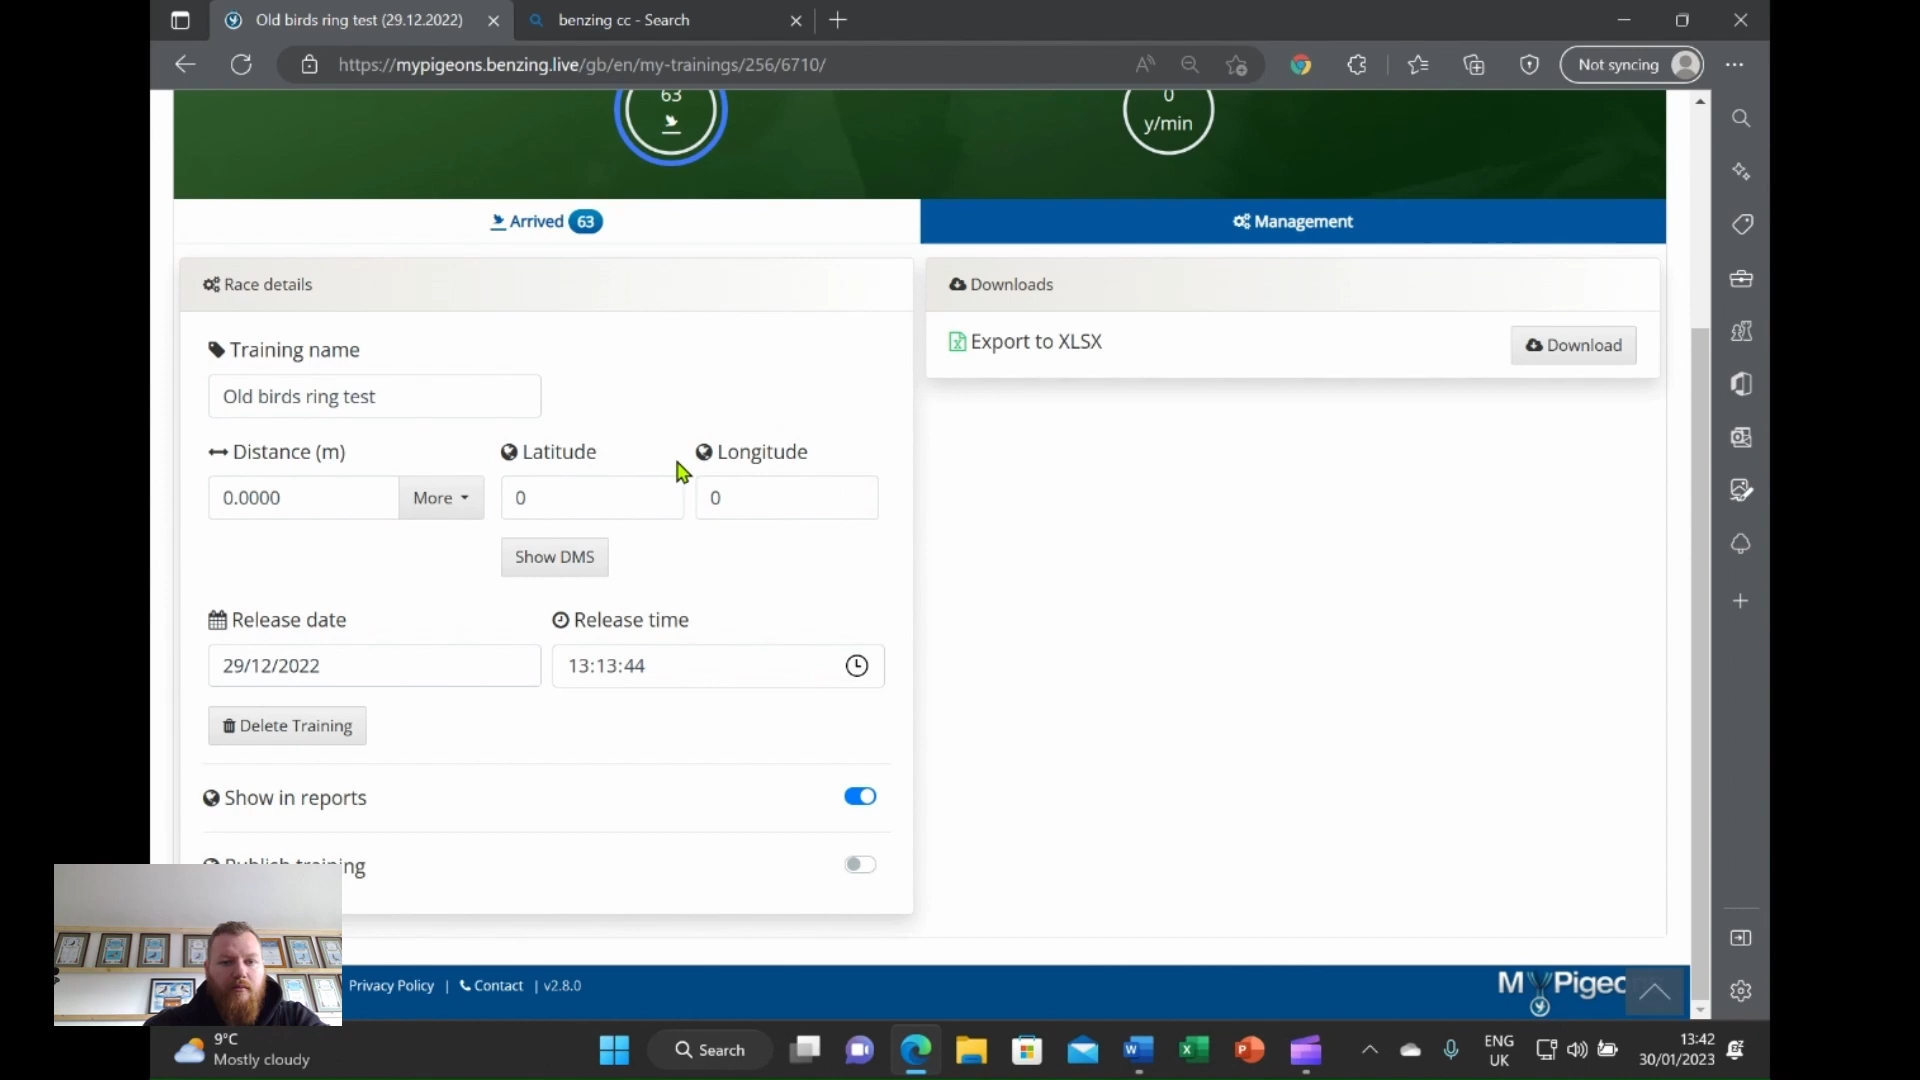 Old birds ring test (29.12.2022)
benzing cc - Search
https://mypigeons.benzing.live/gb/en/my-trainings/256/6710/
Not syncing
63
0
y/min
Arrived 63
Management
Race details
Downloads
Training name
Export to XLSX
Download
Old birds ring test
Distance (m)
Latitude
Longitude
0.0000
More
0
0
Show DMS
Release date
Release time
29/12/2022
13:13:44
Delete Training
Show in reports
Publish training
Privacy Policy | Contact | v2.8.0
MyPigeo
9°C
Mostly cloudy
Search
ENG
UK
13:42
30/01/2023